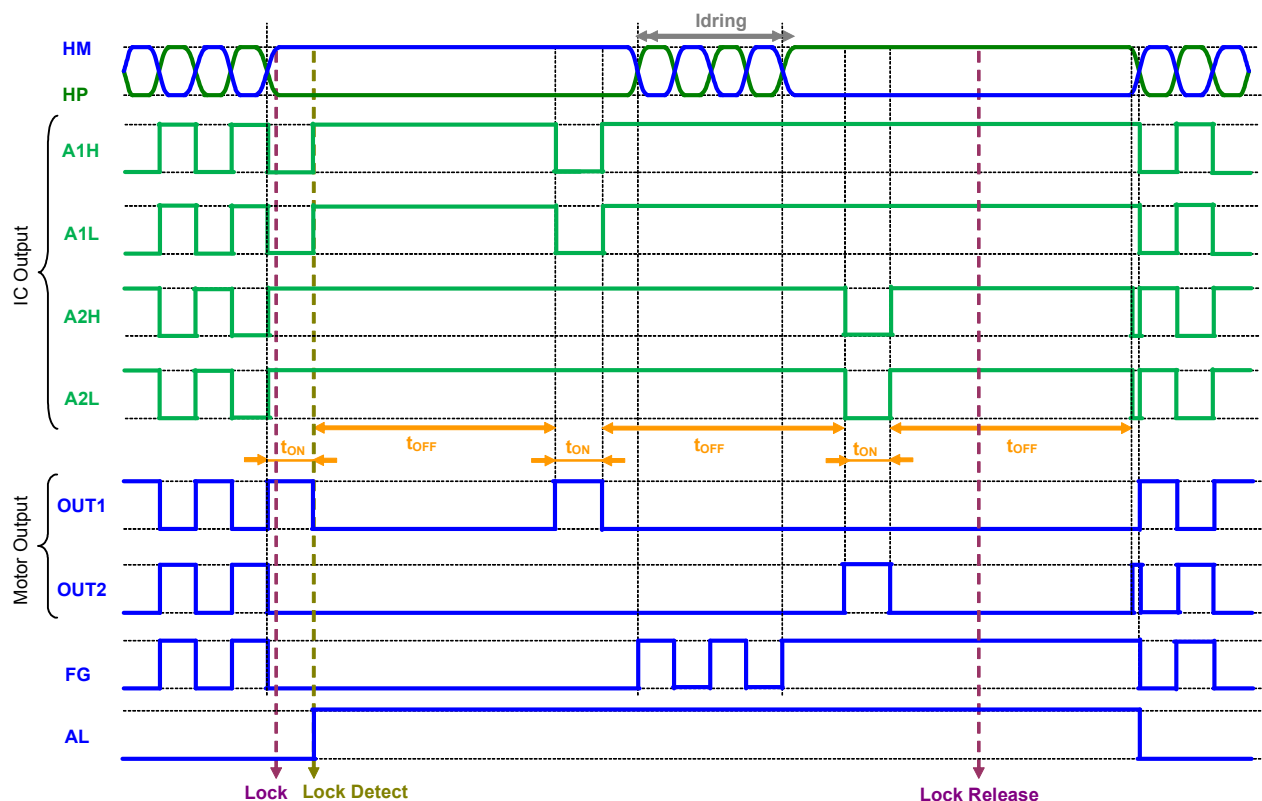 Idring
HM
HP
A1H
A1L
A2H
A2L
IC Output
tON
tOFF
tON
tOFF
tON
tOFF
OUT1
OUT2
Motor Output
FG
AL
Lock
Lock Detect
Lock Release